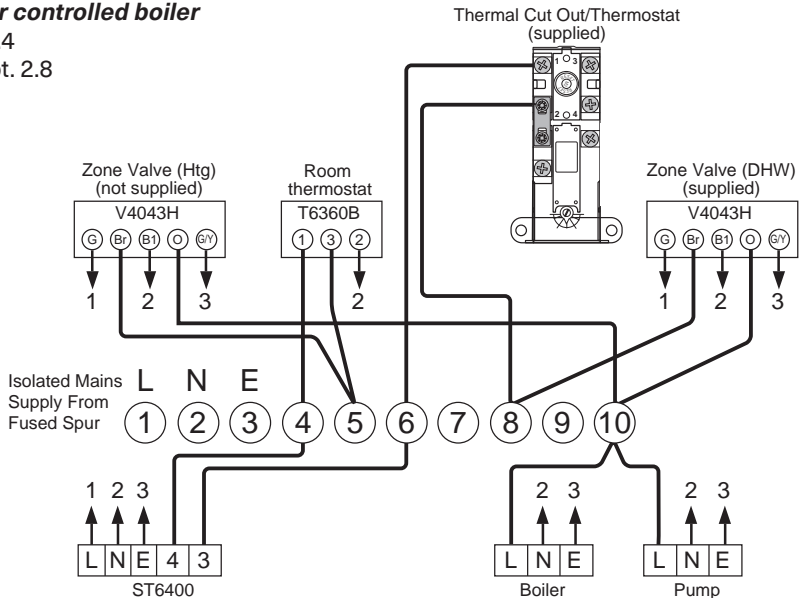 r controlled boiler
.4
ot. 2.8
Thermal Cut Out/Thermostat
(supplied)
1 3
2 4
Zone Valve (Htg)
(not supplied)
V4043H
G Br B1 O G/Y
1 2 3
Room
thermostat
T6360B
1 3 2
2
Zone Valve (DHW)
(supplied)
V4043H
G Br B1 O G/Y
1 2 3
Isolated Mains
Supply From
Fused Spur
L N E
1 2 3 4 5 6 7 8 9 10
1 2 3
L N E 4 3
ST6400
2 3
L N E
Boiler
2 3
L N E
Pump